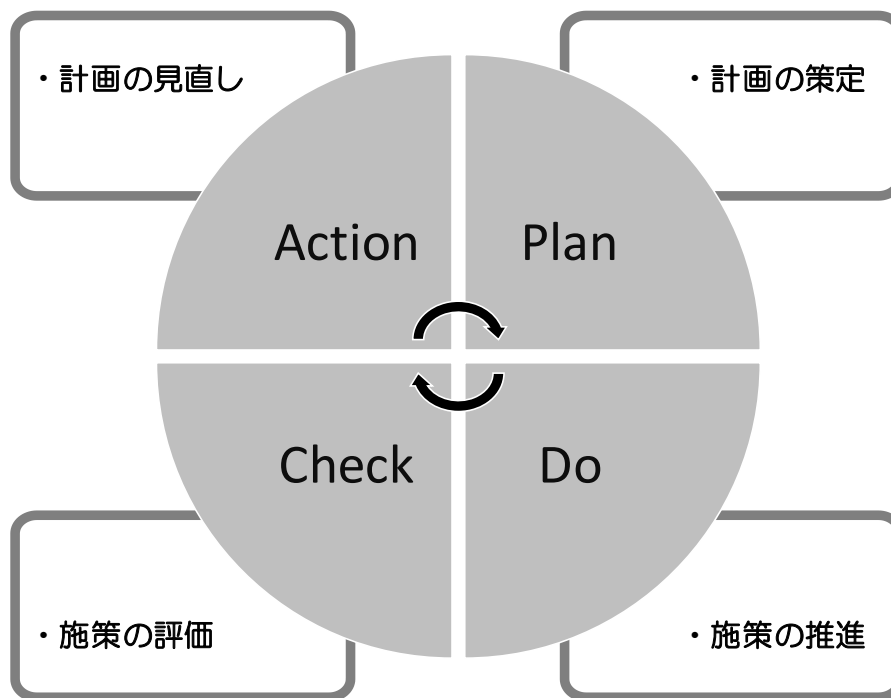 ・計画の見直し
・計画の策定
Action
Plan
Check
Do
・施策の評価
・施策の推進